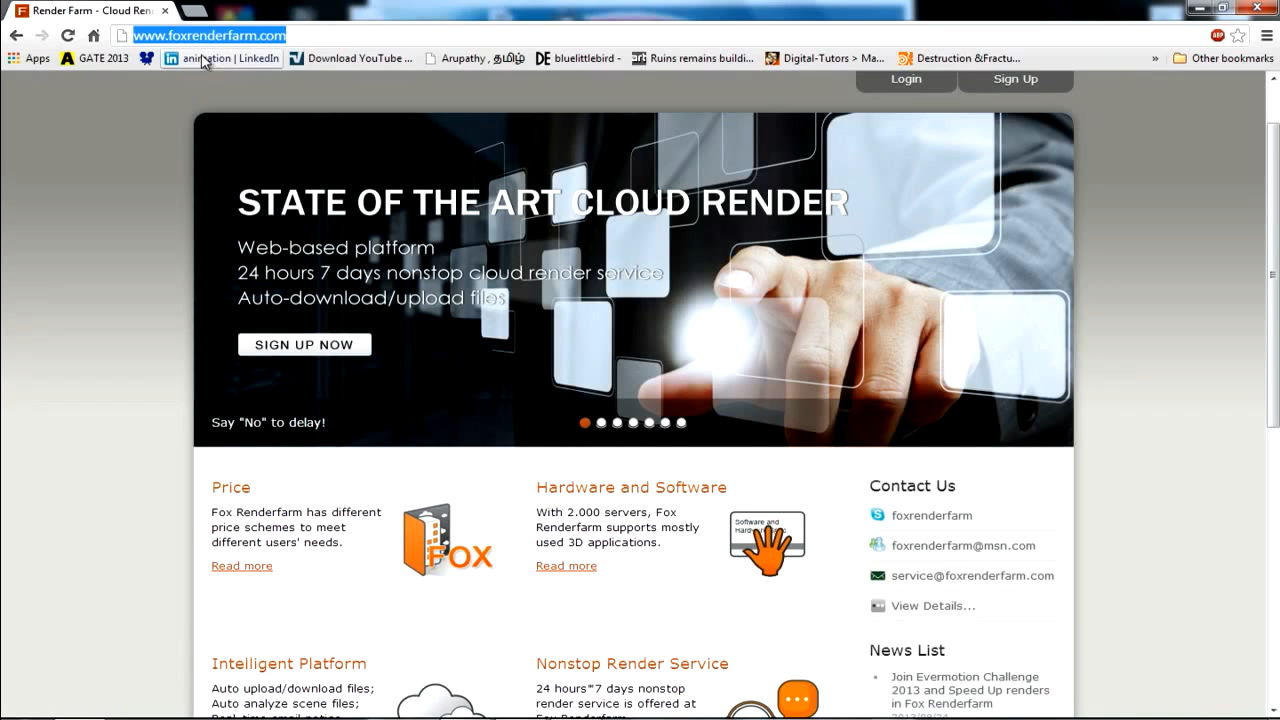 Render Farm - Cloud Ren
www.foxrenderfarm.com
ABP
Apps
GATE 2013
animation | LinkedIn
Download YouTube ...
Arupathy , தமிழ்
DE bluelittlebird -
art Ruins remains buildi...
Digital-Tutors > Ma...
Destruction &Fractu...
»
Other bookmarks
Login
Sign Up
STATE OF THE ART CLOUD RENDER
Web-based platform
24 hours 7 days nonstop cloud render service
Auto-download/upload files
SIGN UP NOW
Say "No" to delay!
Price
Fox Renderfarm has different
price schemes to meet
different users' needs.
Read more
FOX
Hardware and Software
With 2.000 servers, Fox
Renderfarm supports mostly
used 3D applications.
Read more
Software and
Contact Us
foxrenderfarm
foxrenderfarm@msn.com
service@foxrenderfarm.com
View Details...
Intelligent Platform
Auto upload/download files;
Auto analyze scene files;
Nonstop Render Service
24 hours*7 days nonstop
render service is offered at
News List
Join Evermotion Challenge
2013 and Speed Up renders
in Fox Renderfarm